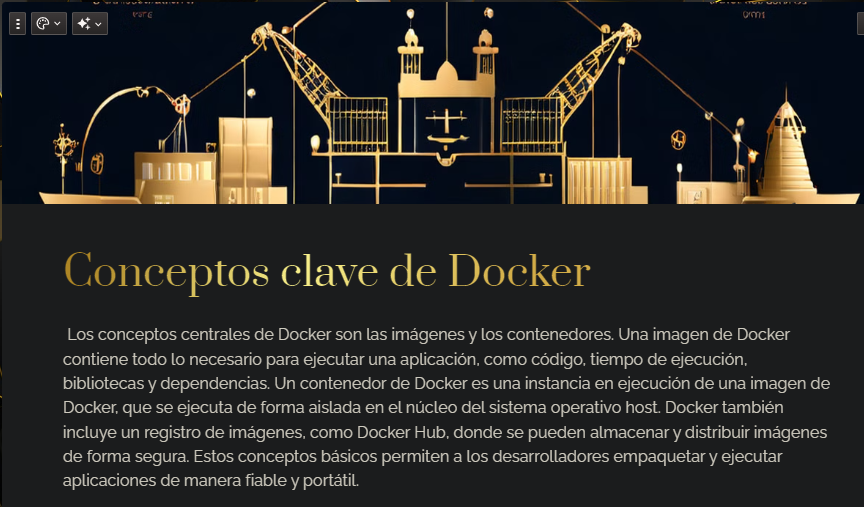 Conceptos clave de Docker
Los conceptos centrales de Docker son las imágenes y los contenedores. Una imagen de Docker
contiene todo lo necesario para ejecutar una aplicación, como código, tiempo de ejecución,
bibliotecas y dependencias. Un contenedor de Docker es una instancia en ejecución de una imagen de
Docker, que se ejecuta de forma aislada en el núcleo del sistema operativo host. Docker también
incluye un registro de imágenes, como Docker Hub, donde se pueden almacenar y distribuir imágenes
de forma segura. Estos conceptos básicos permiten a los desarrolladores empaquetar y ejecutar
aplicaciones de manera fiable y portátil.